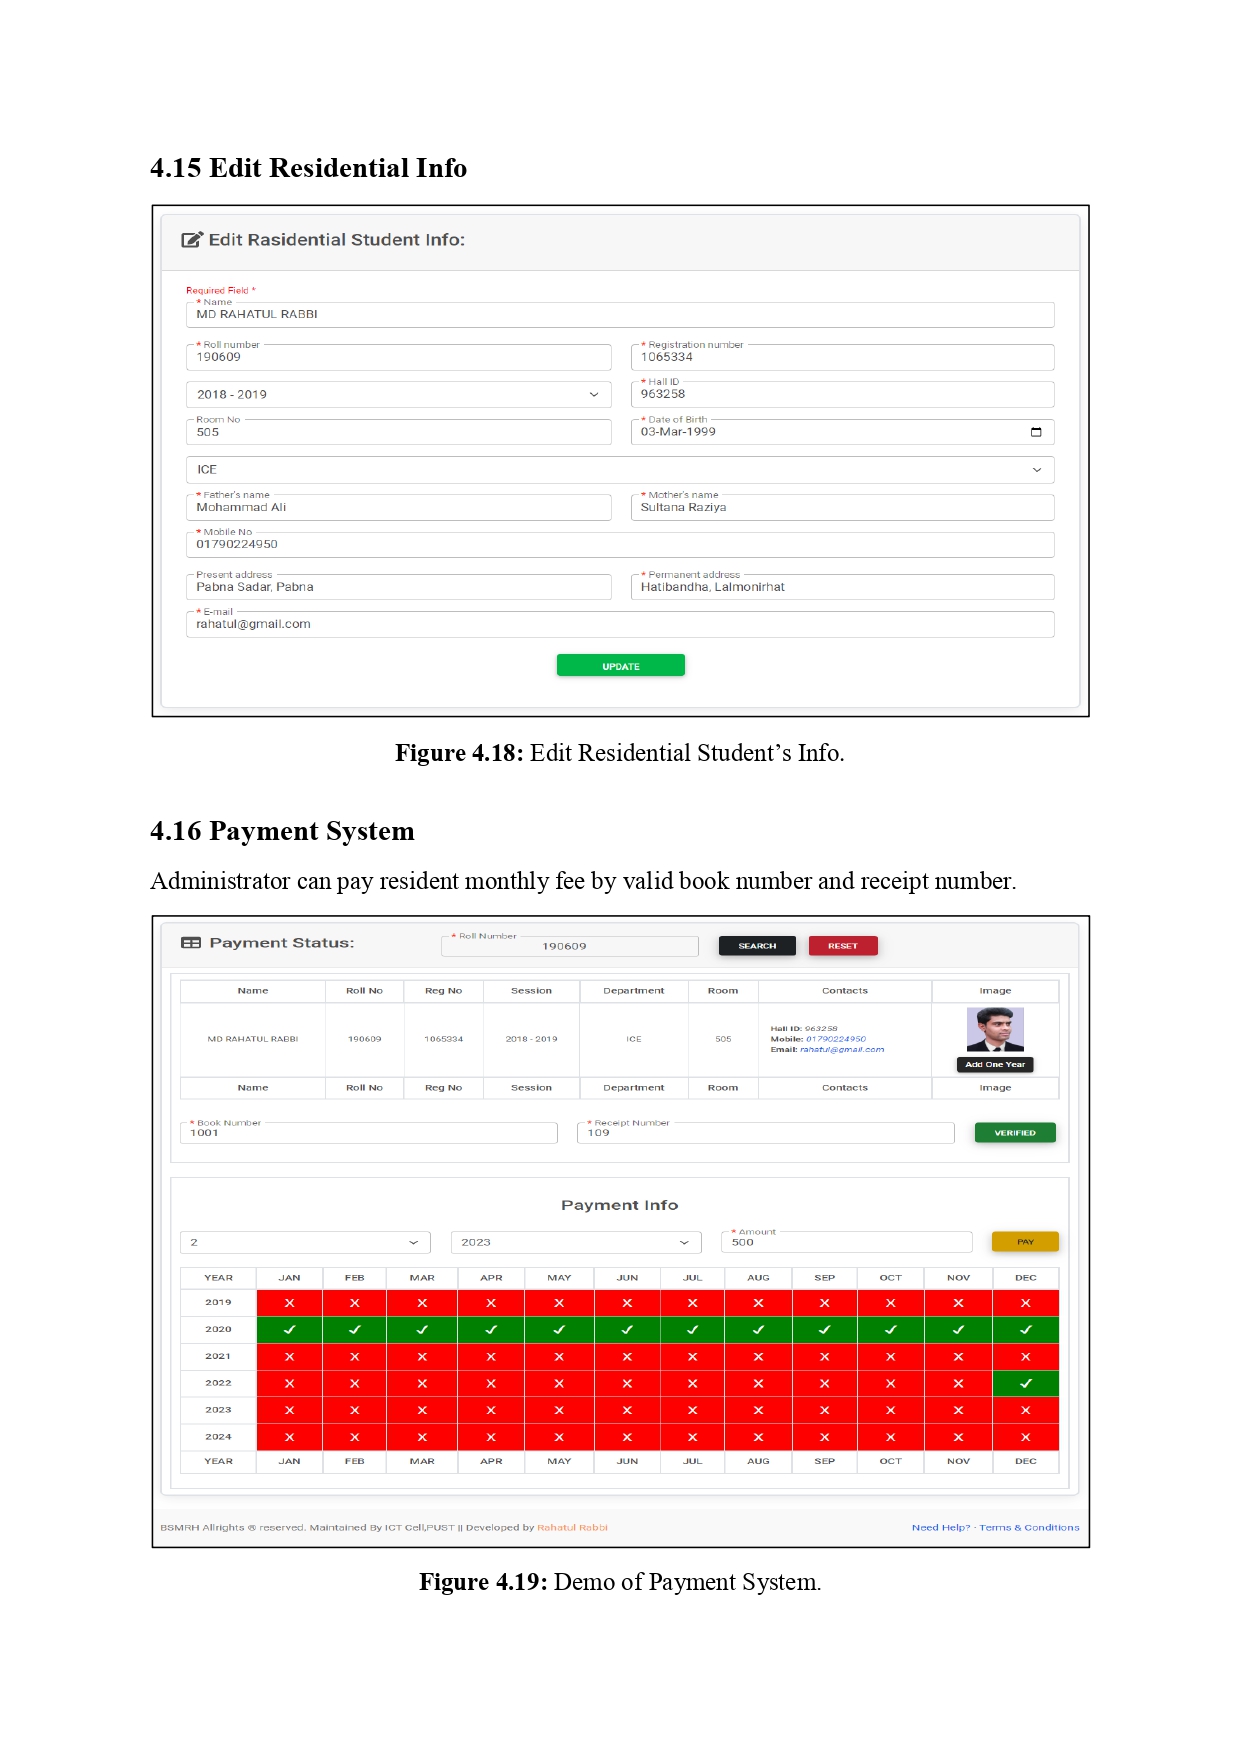 4.15 Edit Residential Info
Edit Rasidential Student Info:
Required Field *
* Name
MD RAHATUL RABBI
* Roll number * Registration number
190609 1065334
2018 - 2019 * Hall ID
963258
Room No * Date of Birth
505 03-Mar-1999
ICE
* Father's name * Mother's name
Mohammad Ali Sultana Raziya
* Mobile No
01790224950
Present address * Permanent address
Pabna Sadar, Pabna Hatibandha, Lalmonirhat
* E-mail
rahatul@gmail.com
UPDATE
Figure 4.18: Edit Residential Student’s Info.
4.16 Payment System
Administrator can pay resident monthly fee by valid book number and receipt number.
Payment Status: * Roll Number 190609 SEARCH RESET
Name Roll No Reg No Session Department Room Contacts Image
MD RAHATUL RABBI 190609 1065334 2018 - 2019 ICE 505
Hall ID: 963258
Mobile: 01790224950
Email: rahatul@gmail.com
Add One Year
Name Roll No Reg No Session Department Room Contacts Image
* Book Number * Receipt Number
1001 109 VERIFIED
Payment Info
2 2023 * Amount 500 PAY
YEAR JAN FEB MAR APR MAY JUN JUL AUG SEP OCT NOV DEC
2019 ✕ ✕ ✕ ✕ ✕ ✕ ✕ ✕ ✕ ✕ ✕ ✕
2020 ✓ ✓ ✓ ✓ ✓ ✓ ✓ ✓ ✓ ✓ ✓ ✓
2021 ✕ ✕ ✕ ✕ ✕ ✕ ✕ ✕ ✕ ✕ ✕ ✕
2022 ✕ ✕ ✕ ✕ ✕ ✕ ✕ ✕ ✕ ✕ ✕ ✓
2023 ✕ ✕ ✕ ✕ ✕ ✕ ✕ ✕ ✕ ✕ ✕ ✕
2024 ✕ ✕ ✕ ✕ ✕ ✕ ✕ ✕ ✕ ✕ ✕ ✕
YEAR JAN FEB MAR APR MAY JUN JUL AUG SEP OCT NOV DEC
BSMRH Allrights ® reserved. Maintained By ICT Cell,PUST || Developed by Rahatul Rabbi Need Help? · Terms & Conditions
Figure 4.19: Demo of Payment System.